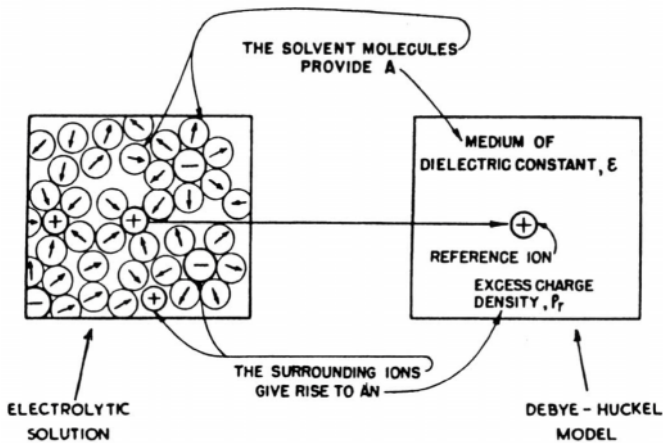 THE SOLVENT MOLECULES
PROVIDE A
MEDIUM OF
DIELECTRIC CONSTANT, ε
REFERENCE ION
EXCESS CHARGE
DENSITY, ρr
THE SURROUNDING IONS
GIVE RISE TO AN
ELECTROLYTIC
SOLUTION
DEBYE - HUCKEL
MODEL